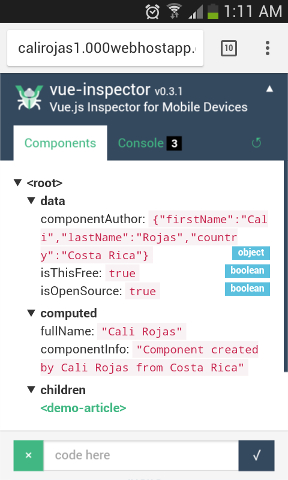 1:11 AM
calirojas1.000webhostapp.
10
vue-inspector v0.3.1
Vue.js Inspector for Mobile Devices
Components
Console 3
<root>
data
componentAuthor: {"firstName":"Cal
i","lastName":"Rojas","countr
y":"Costa Rica"}
object
isThisFree: true
boolean
isOpenSource: true
boolean
computed
fullName: "Cali Rojas"
componentInfo: "Component created
by Cali Rojas from Costa Rica"
children
<demo-article>
code here